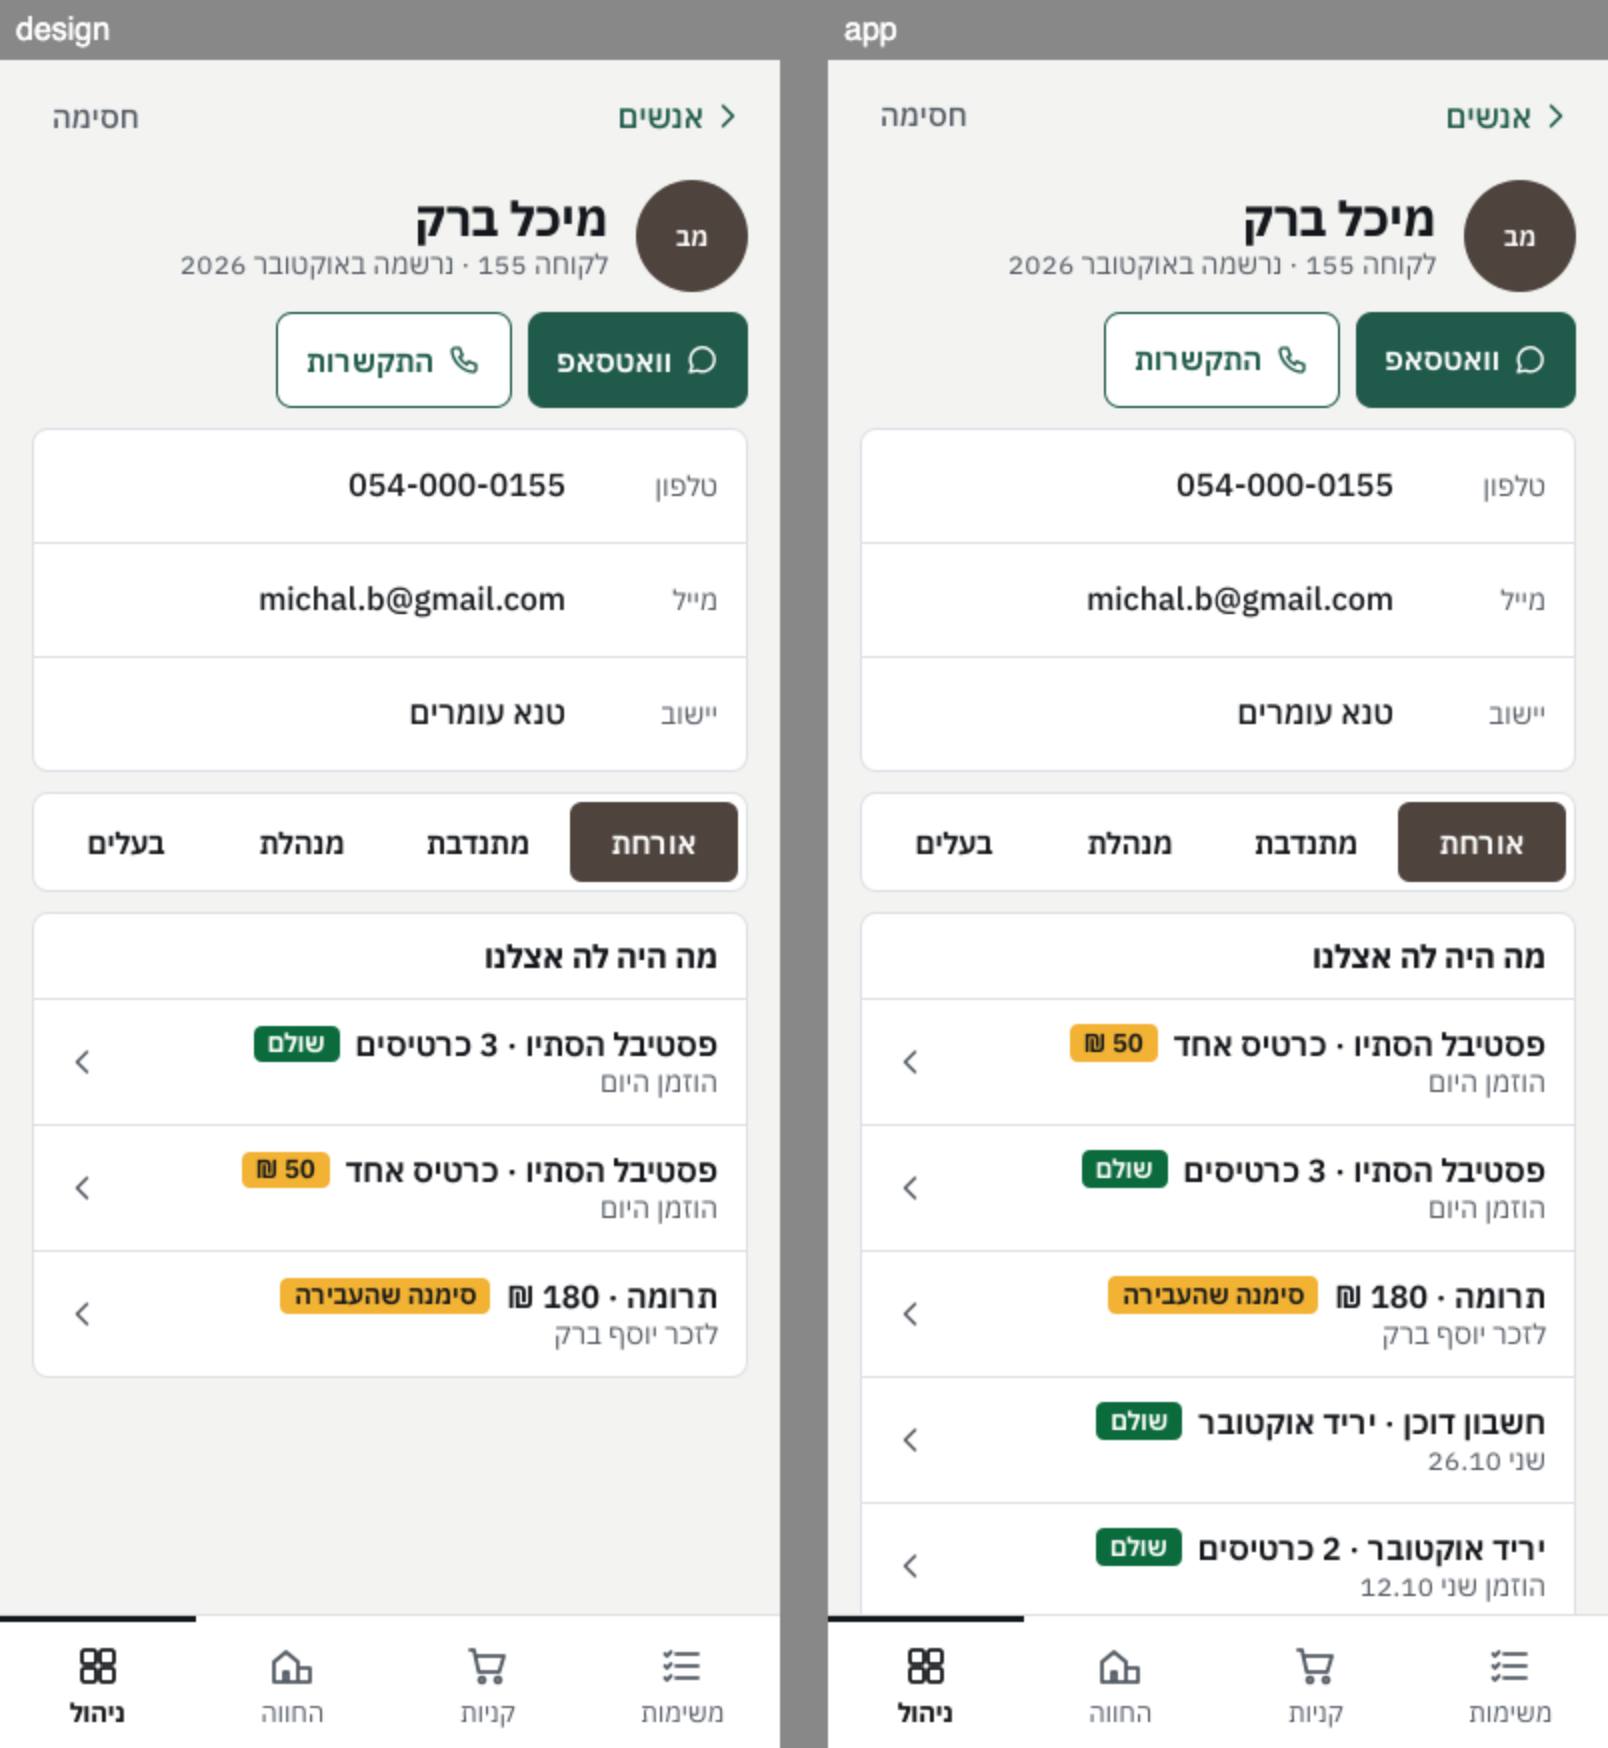 design
אנשים
חסימה
מב
מיכל ברק
לקוחה 155 · נרשמה באוקטובר 2026
וואטסאפ
התקשרות
טלפון 054-000-0155
מייל michal.b@gmail.com
יישוב טנא עומרים
אורחת מתנדבת מנהלת בעלים
מה היה לה אצלנו
פסטיבל הסתיו · 3 כרטיסים שולם
הוזמן היום
פסטיבל הסתיו · כרטיס אחד 50 ₪
הוזמן היום
תרומה · 180 ₪ סימנה שהעבירה
לזכר יוסף ברק
משימות קניות החווה ניהול
app
אנשים
חסימה
מב
מיכל ברק
לקוחה 155 · נרשמה באוקטובר 2026
וואטסאפ
התקשרות
טלפון 054-000-0155
מייל michal.b@gmail.com
יישוב טנא עומרים
אורחת מתנדבת מנהלת בעלים
מה היה לה אצלנו
פסטיבל הסתיו · כרטיס אחד 50 ₪
הוזמן היום
פסטיבל הסתיו · 3 כרטיסים שולם
הוזמן היום
תרומה · 180 ₪ סימנה שהעבירה
לזכר יוסף ברק
חשבון דוכן · יריד אוקטובר שולם
שני 26.10
יריד אוקטובר · 2 כרטיסים שולם
הוזמן שני 12.10
משימות קניות החווה ניהול